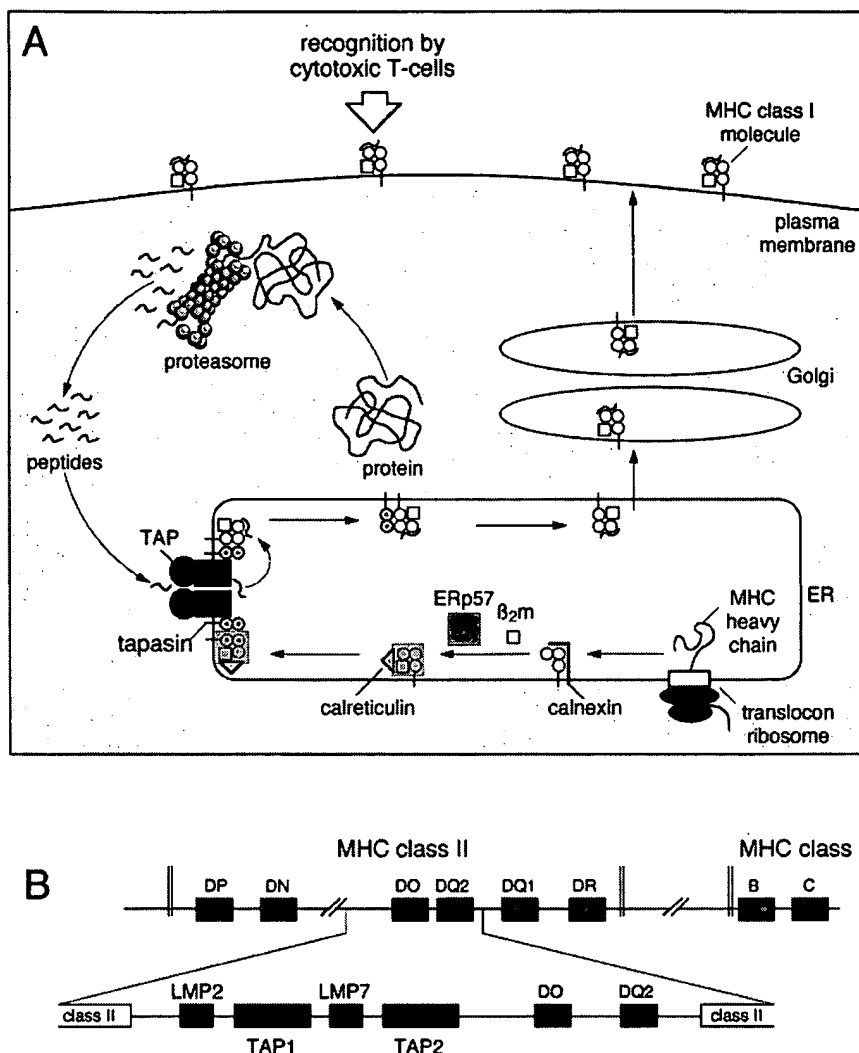 A
recognition by
cytotoxic T-cells
MHC class I
molecule
plasma
membrane
proteasome
Golgi
protein
peptides
TAP
ERp57
β₂m
MHC
heavy
chain
ER
tapasin
calreticulin
calnexin
translocon
ribosome
B
MHC class II
MHC class
DP
DN
DO
DQ2
DQ1
DR
B
C
LMP2
LMP7
DO
DQ2
class II
class II
TAP1
TAP2